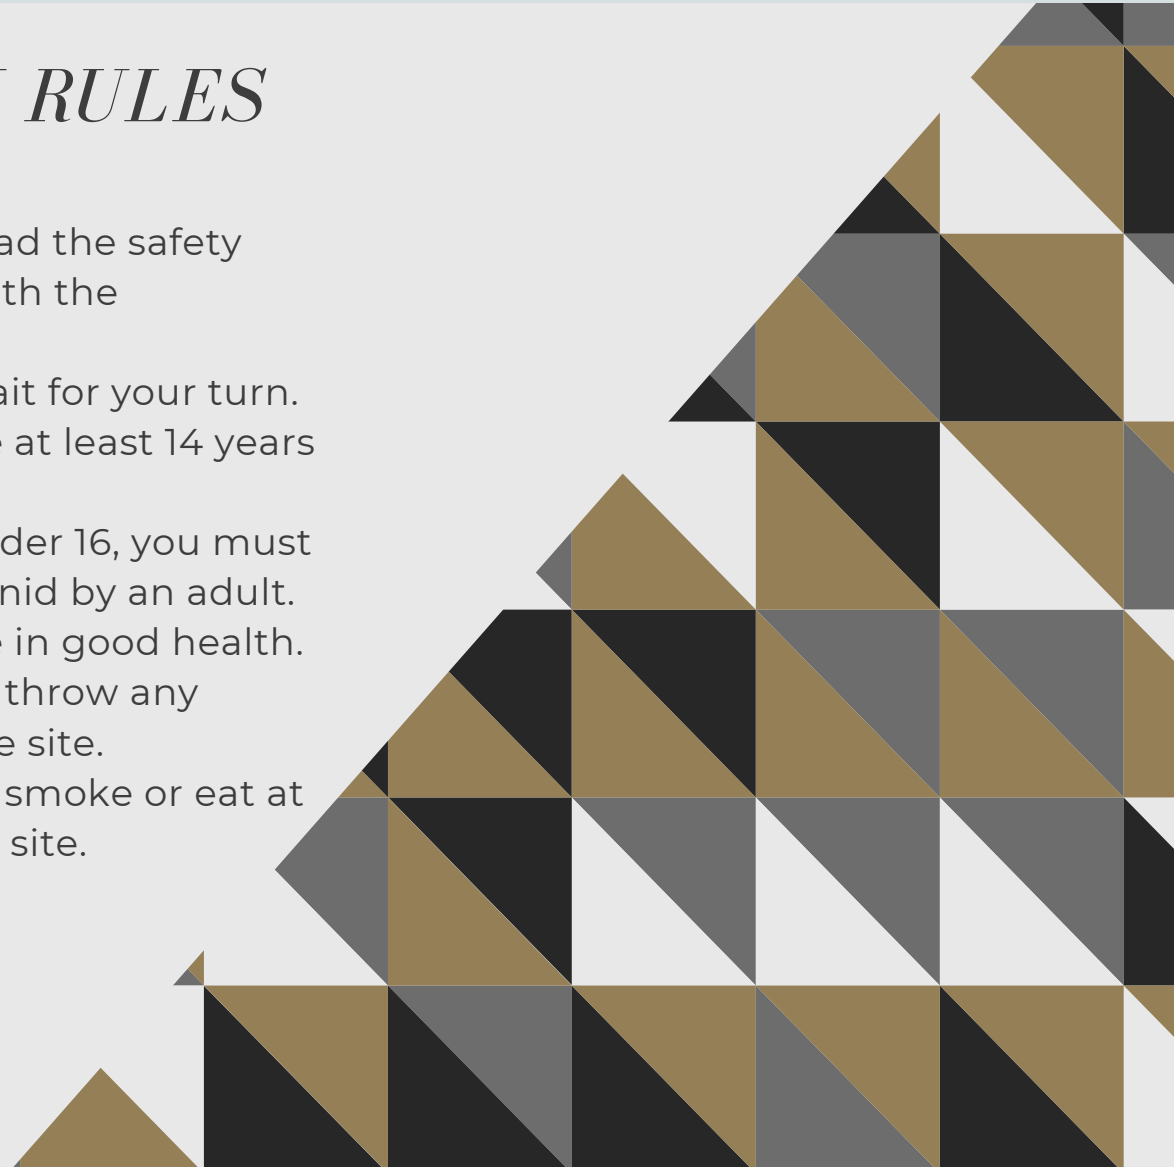 RULES
ad the safety
th the
ait for your turn.
at least 14 years
der 16, you must
nid by an adult.
in good health.
throw any
e site.
smoke or eat at
site.